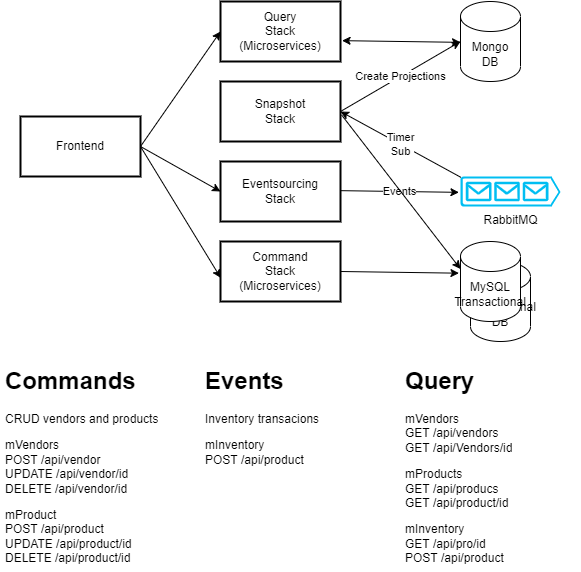 Query
Stack
(Microservices)
Mongo
DB
Create Projections
Snapshot
Stack
Frontend
Timer
Sub
Eventsourcing
Stack
Events
RabbitMQ
Command
Stack
(Microservices)
MySQL
Transactional
nal
DB
Commands
CRUD vendors and products
mVendors
POST /api/vendor
UPDATE /api/vendor/id
DELETE /api/vendor/id
mProduct
POST /api/product
UPDATE /api/product/id
DELETE /api/product/id
Events
Inventory transacions
mInventory
POST /api/product
Query
mVendors
GET /api/vendors
GET /api/Vendors/id
mProducts
GET /api/producs
GET /api/product/id
mInventory
GET /api/pro/id
POST /api/product